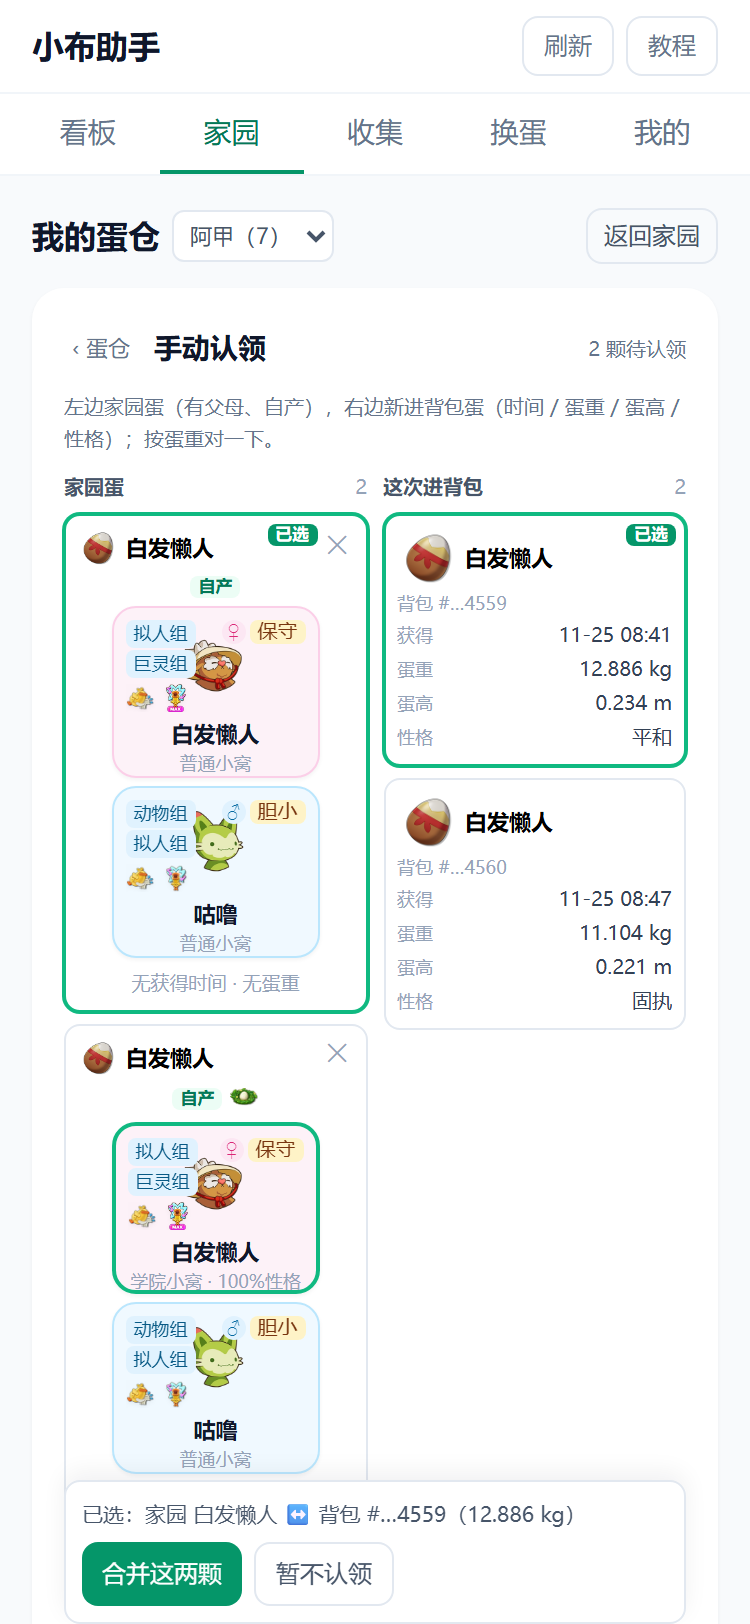 小布助手
刷新
教程
看板
家园
收集
换蛋
我的
我的蛋仓
阿甲（7）
返回家园
‹ 蛋仓
手动认领
2 颗待认领
左边家园蛋（有父母、自产），右边新进背包蛋（时间 / 蛋重 / 蛋高 /
性格）；按蛋重对一下。
家园蛋
2
白发懒人
已选
自产
拟人组
♀
保守
巨灵组
MAX
白发懒人
普通小窝
动物组
♂
胆小
拟人组
咕噜
普通小窝
无获得时间 · 无蛋重
白发懒人
自产
拟人组
♀
保守
巨灵组
MAX
白发懒人
学院小窝 · 100%性格
动物组
♂
胆小
拟人组
咕噜
普通小窝
这次进背包
2
已选
白发懒人
背包 #...4559
获得
11-25 08:41
蛋重
12.886 kg
蛋高
0.234 m
性格
平和
白发懒人
背包 #...4560
获得
11-25 08:47
蛋重
11.104 kg
蛋高
0.221 m
性格
固执
已选：家园 白发懒人 ↔️ 背包 #...4559（12.886 kg）
合并这两颗
暂不认领